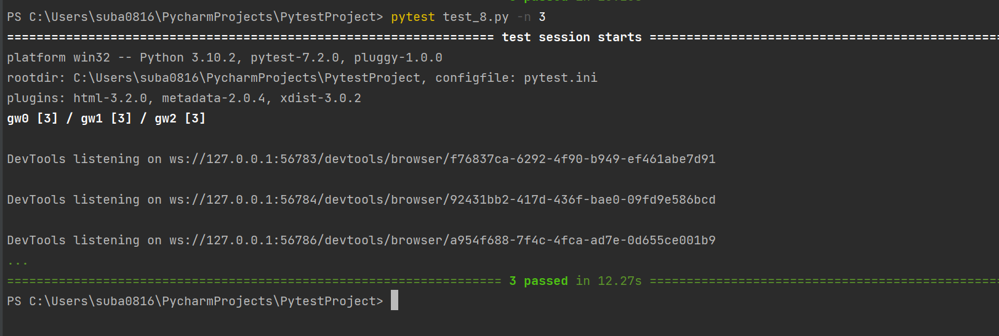 PS C:\Users\suba0816\PycharmProjects\PytestProject> pytest test_8.py -n 3
================================================================== test session starts ================================================
platform win32 -- Python 3.10.2, pytest-7.2.0, pluggy-1.0.0
rootdir: C:\Users\suba0816\PycharmProjects\PytestProject, configfile: pytest.ini
plugins: html-3.2.0, metadata-2.0.4, xdist-3.0.2
gw0 [3] / gw1 [3] / gw2 [3]
DevTools listening on ws://127.0.0.1:56783/devtools/browser/f76837ca-6292-4f90-b949-ef461abe7d91
DevTools listening on ws://127.0.0.1:56784/devtools/browser/92431bb2-417d-436f-bae0-09fd9e586bcd
DevTools listening on ws://127.0.0.1:56786/devtools/browser/a954f688-7f4c-4fca-ad7e-0d655ce001b9
...
=================================================================== 3 passed in 12.27s ================================================
PS C:\Users\suba0816\PycharmProjects\PytestProject>